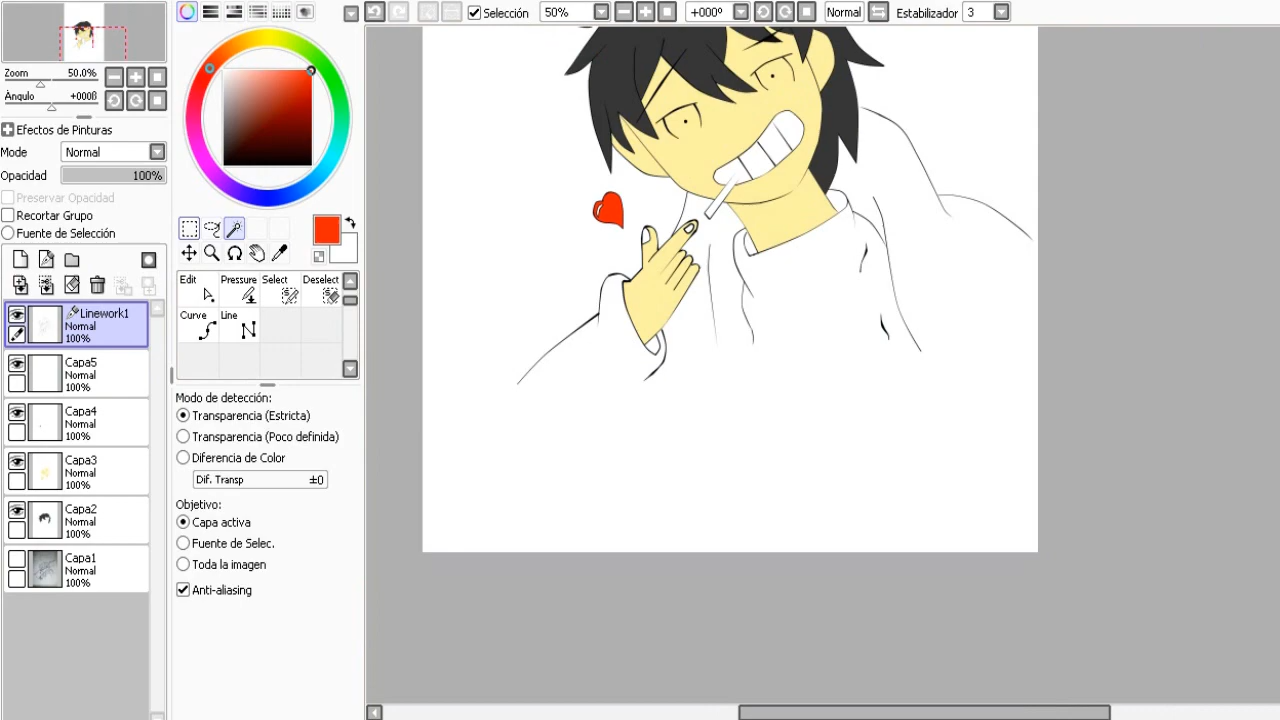 Selección 50% +000º Normal Estabilizador 3
Zoom 50.0%
Àngulo +000ß
Efectos de Pinturas
Mode Normal
Opacidad 100%
Preservar Opacidad
Recortar Grupo
Fuente de Selección
Linework1
Normal
100%
Capa5
Normal
100%
Capa4
Normal
100%
Capa3
Normal
100%
Capa2
Normal
100%
Capa1
Normal
100%
Edit Pressure Select Deselect
Curve Line
Modo de detección:
Transparencia (Estricta)
Transparencia (Poco definida)
Diferencia de Color
Dif. Transp ±0
Objetivo:
Capa activa
Fuente de Selec.
Toda la imagen
Anti-aliasing